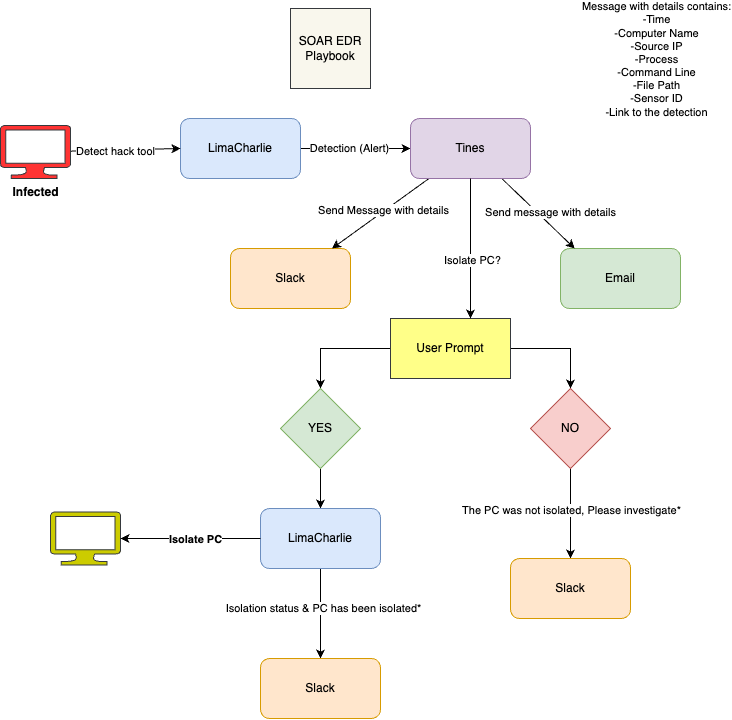 Message with details contains:
-Time
-Computer Name
-Source IP
-Process
-Command Line
-File Path
-Sensor ID
-Link to the detection
SOAR EDR
Playbook
Detect hack tool
LimaCharlie
Detection (Alert)
Tines
Infected
Send Message with details
Send message with details
Isolate PC?
Slack
Email
User Prompt
YES
NO
The PC was not isolated, Please investigate*
Isolate PC
LimaCharlie
Slack
Isolation status & PC has been isolated*
Slack